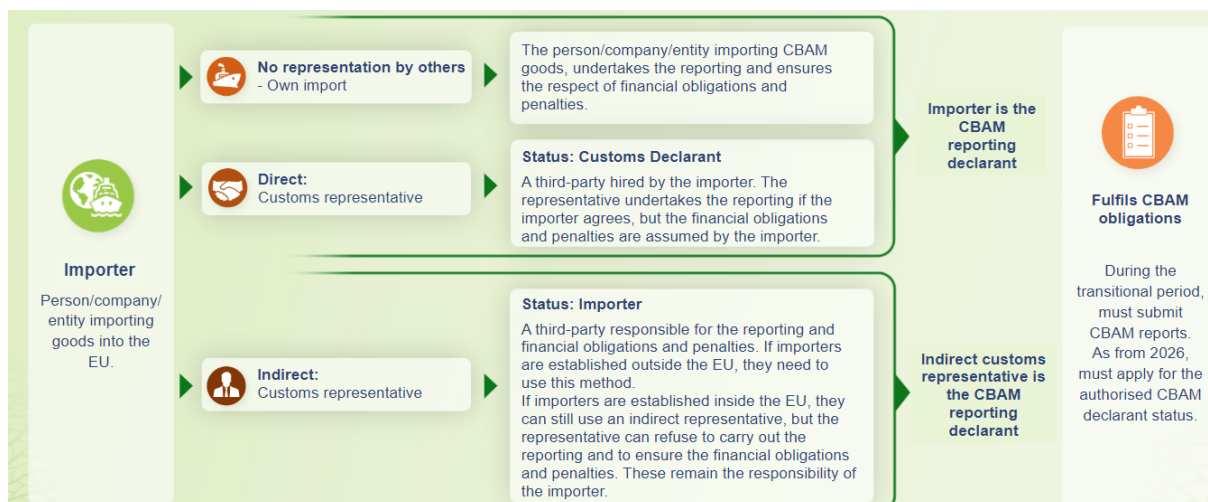 Importer
Person/company/
entity importing
goods into the
EU.
No representation by others
- Own import
The person/company/entity importing CBAM
goods, undertakes the reporting and ensures
the respect of financial obligations and
penalties.
Direct:
Customs representative
Status: Customs Declarant
A third-party hired by the importer. The
representative undertakes the reporting if the
importer agrees, but the financial obligations
and penalties are assumed by the importer.
Importer is the
CBAM
reporting
declarant
Indirect:
Customs representative
Status: Importer
A third-party responsible for the reporting and
financial obligations and penalties. If importers
are established outside the EU, they need to
use this method.
If importers are established inside the EU, they
can still use an indirect representative, but the
representative can refuse to carry out the
reporting and to ensure the financial obligations
and penalties. These remain the responsibility of
the importer.
Indirect customs
representative is
the CBAM
reporting
declarant
Fulfils CBAM
obligations
During the
transitional period,
must submit
CBAM reports.
As from 2026,
must apply for the
authorised CBAM
declarant status.